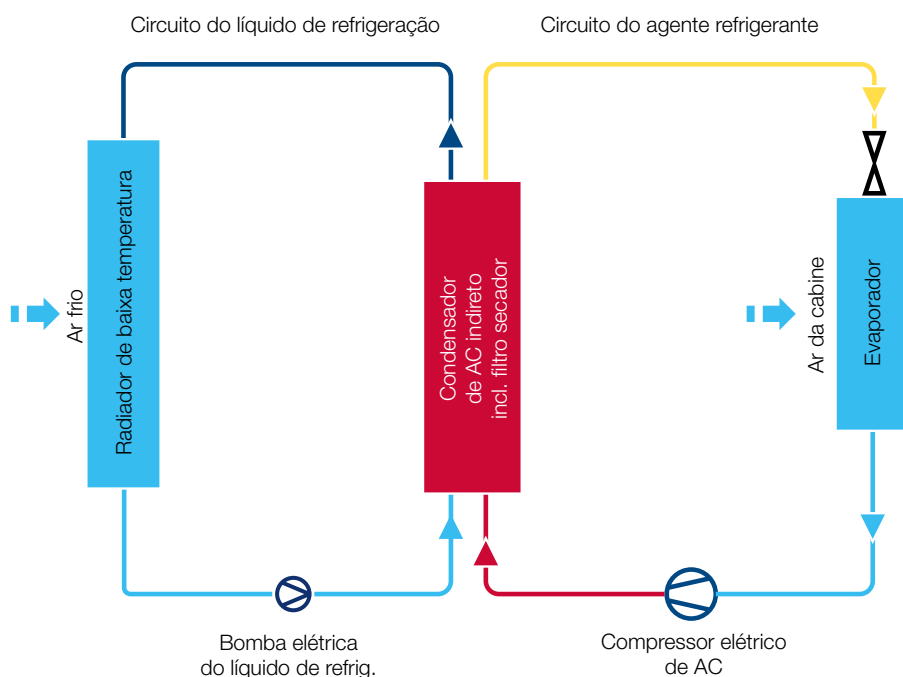 Circuito do líquido de refrigeração
Circuito do agente refrigerante
Ar frio
Radiador de baixa temperatura
Condensador
de AC indireto
incl. filtro secador
Ar da cabine
Evaporador
Bomba elétrica
do líquido de refrig.
Compressor elétrico
de AC